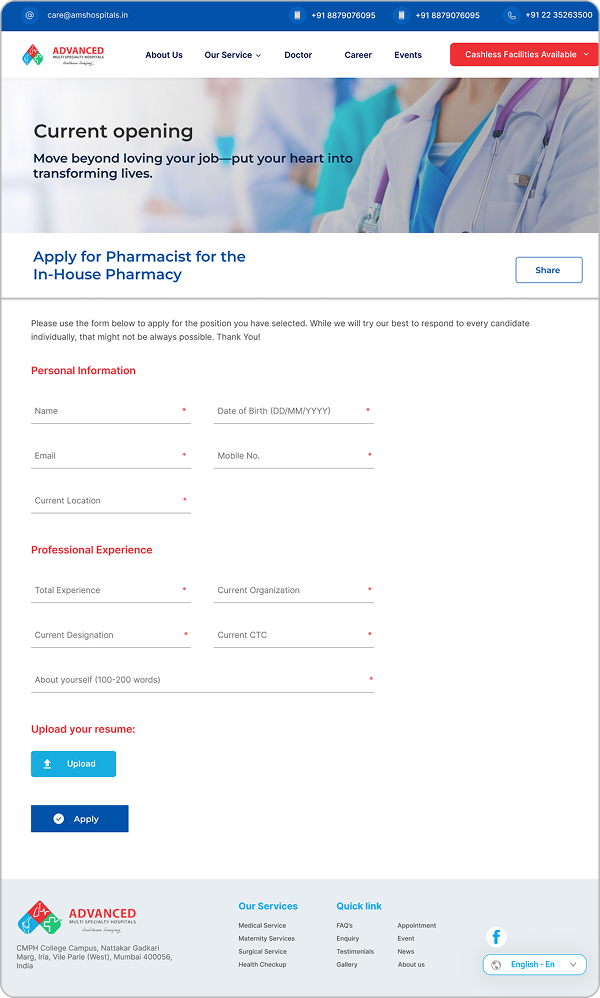 care@amshospitals.in
+91 8879076095
+91 8879076095
+91 22 35263500
ADVANCED
MULTI SPECIALTY HOSPITALS
Healthcare Redefined
About Us
Our Service
Doctor
Career
Events
Cashless Facilities Available
Current opening
Move beyond loving your job—put your heart into
transforming lives.
Apply for Pharmacist for the
In-House Pharmacy
Share
Please use the form below to apply for the position you have selected. While we will try our best to respond to every candidate
individually, that might not be always possible. Thank You!
Personal Information
Name *
Date of Birth (DD/MM/YYYY) *
Email *
Mobile No. *
Current Location *
Professional Experience
Total Experience *
Current Organization *
Current Designation *
Current CTC *
About yourself (100-200 words) *
Upload your resume:
Upload
Apply
ADVANCED
MULTI SPECIALTY HOSPITALS
Healthcare Redefined
CMPH College Campus, Nattakar Gadkari
Marg, Irla, Vile Parle (West), Mumbai 400056,
India
Our Services
Medical Service
Maternity Services
Surgical Service
Health Checkup
Quick link
FAQ's
Enquiry
Testimonials
Gallery
Appointment
Event
News
About us
English - En